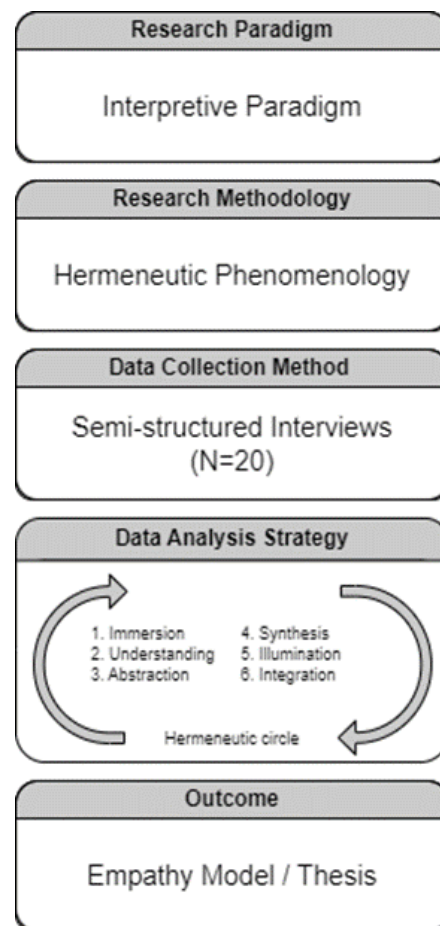 Research Paradigm
Interpretive Paradigm
Research Methodology
Hermeneutic Phenomenology
Data Collection Method
Semi-structured Interviews
(N=20)
Data Analysis Strategy
1. Immersion
2. Understanding
3. Abstraction
4. Synthesis
5. Illumination
6. Integration
Hermeneutic circle
Outcome
Empathy Model / Thesis